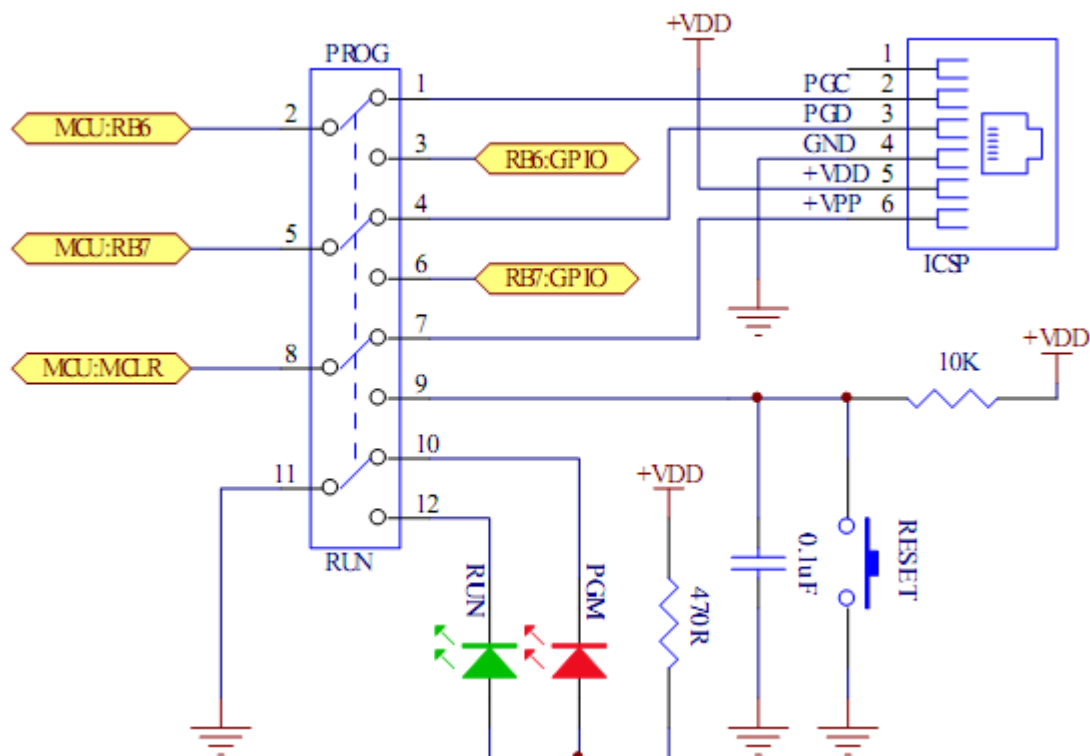 +VDD
PROG
1
1
PGC
2
2
MCU:RB6
PGD
3
3
RB6:GPIO
GND
4
+VDD
5
4
+VPP
6
5
MCU:RB7
6
RB7:GPIO
ICSP
7
8
MCU:MCLR
+VDD
10K
9
10
11
+VDD
12
RUN
RUN
PGM
470R
0.1uF
RESET